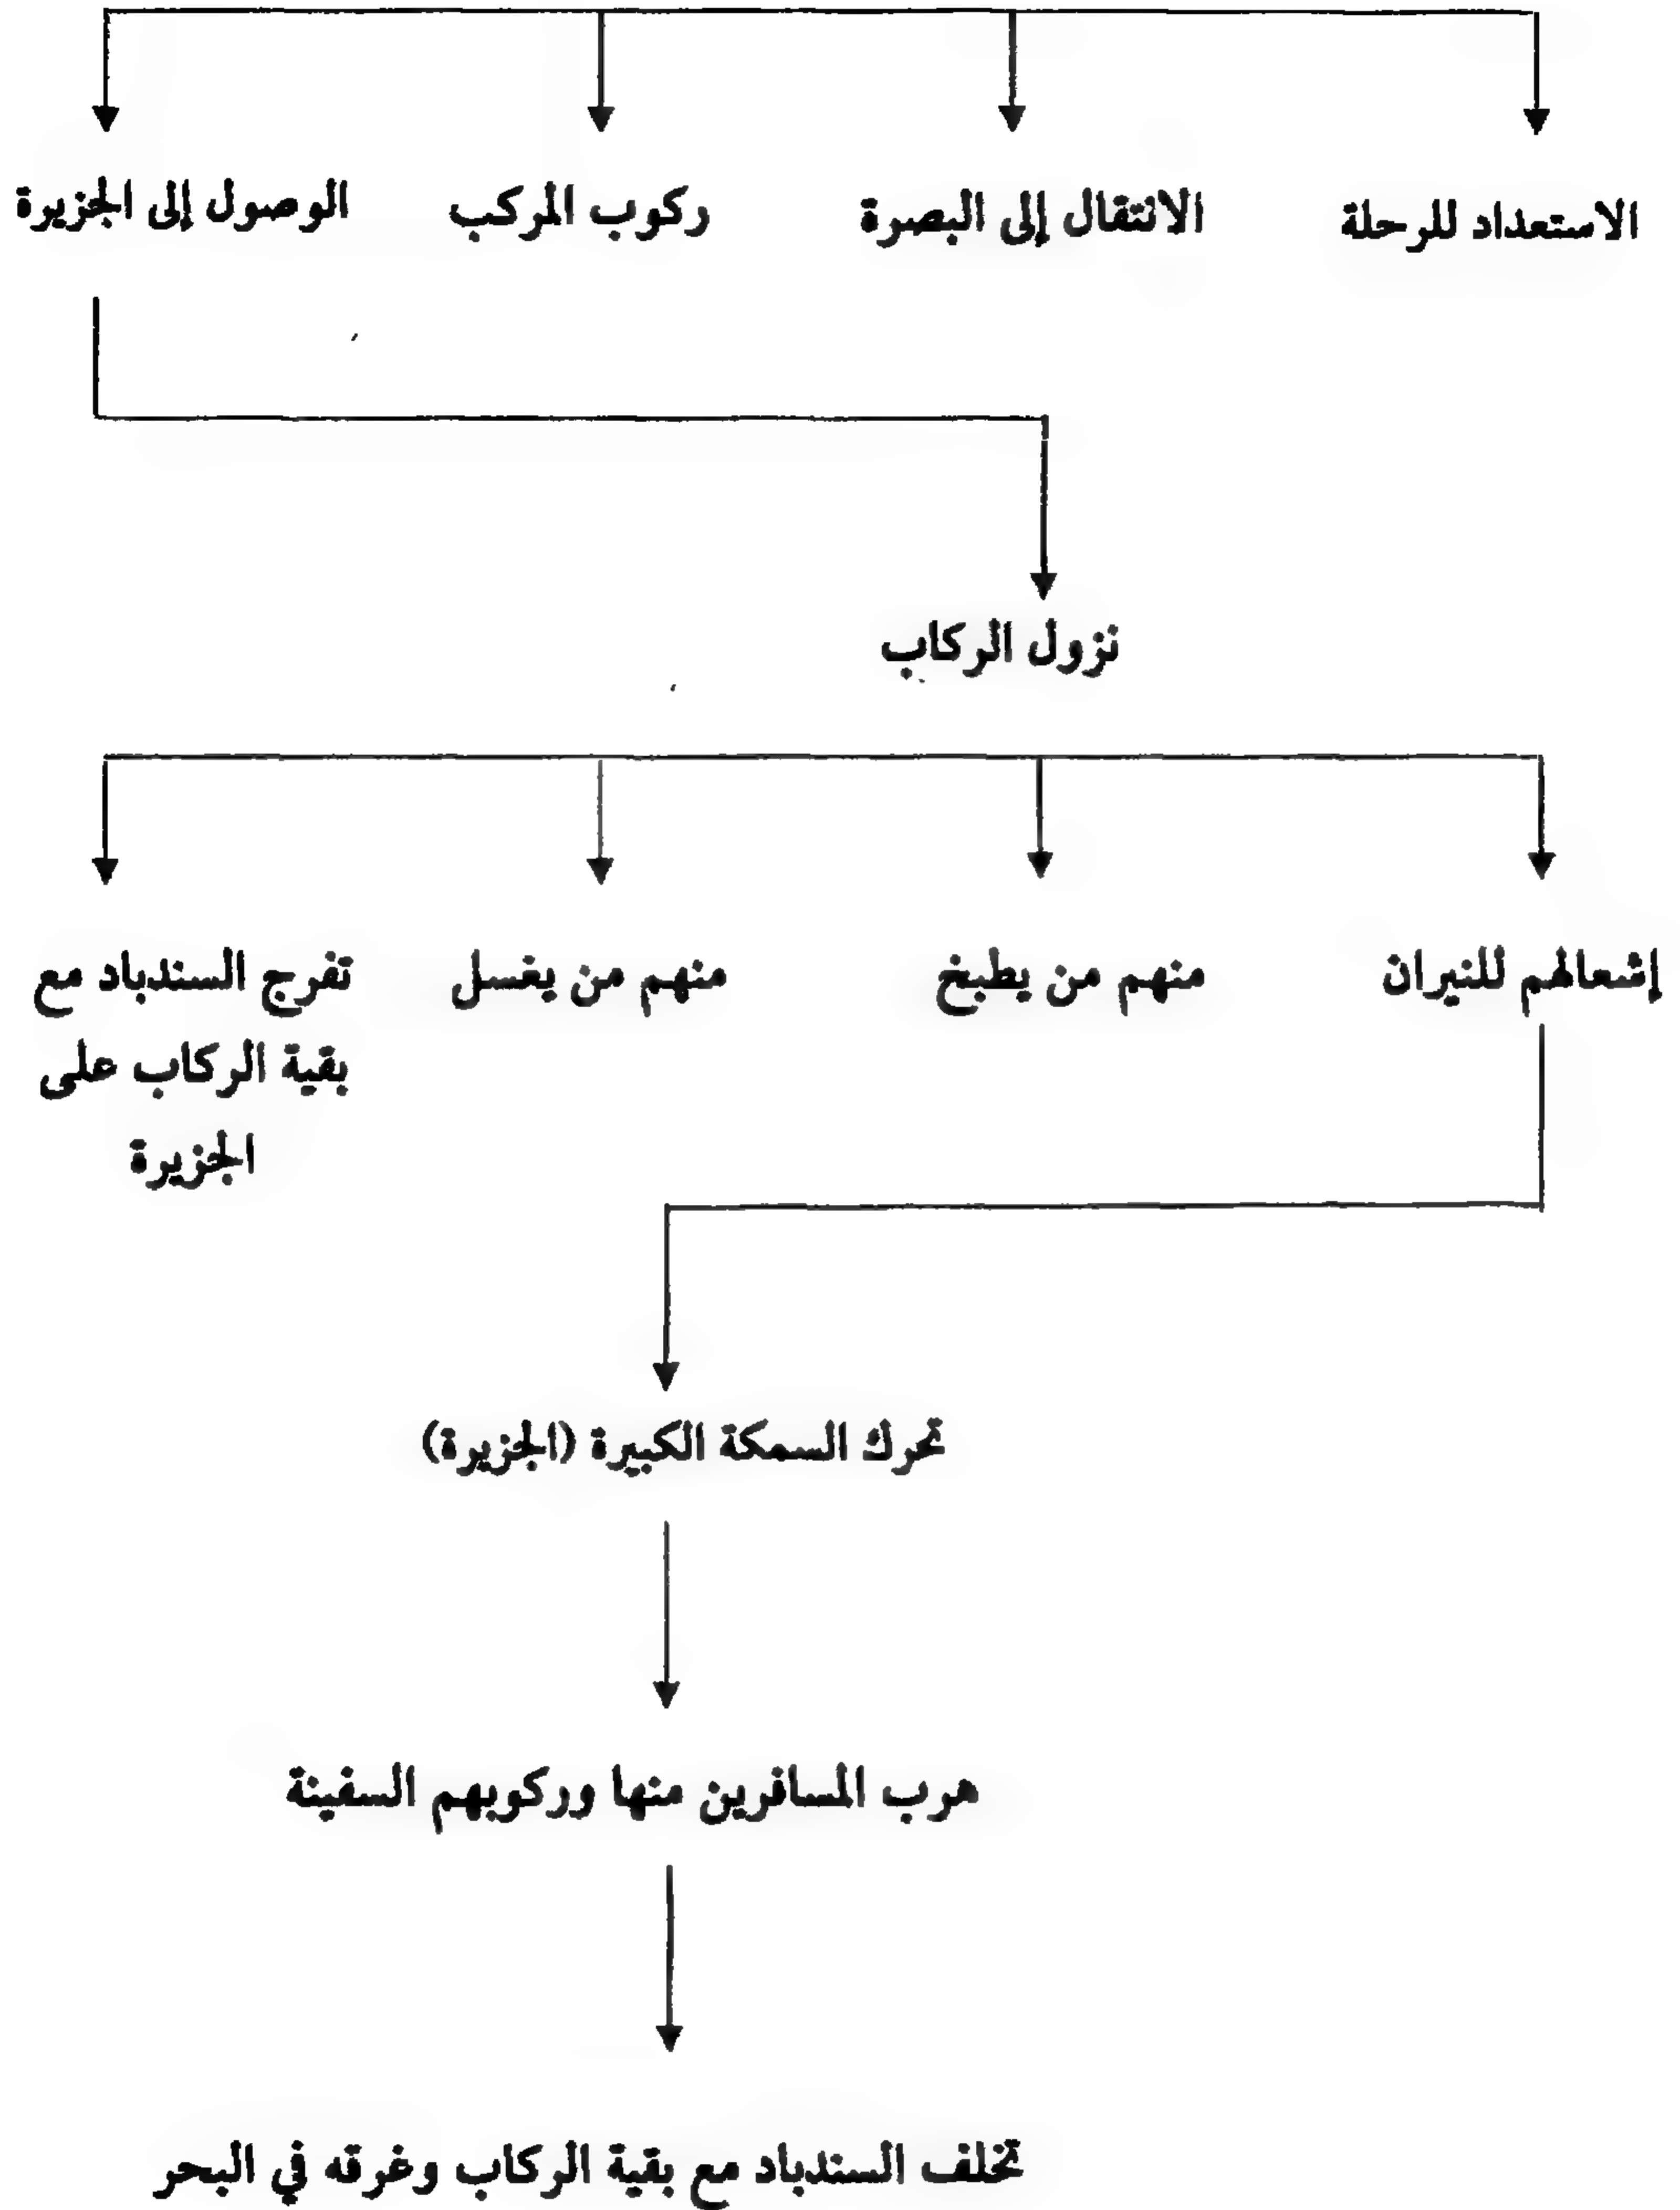 الاستعداد للرحلة
الانتقال إلى البصرة
ركوب المركب
الوصول إلى الجزيرة
نزول الركاب
إشعالهم للنيران
منهم من يطبخ
منهم من يغسل
تفرج السندباد مع
بقية الركاب على
الجزيرة
تحرك السمكة الكبيرة (الجزيرة)
هرب المسافرين منها وركوبهم السفينة
تخلف السندباد مع بقية الركاب وغرقه في البحر